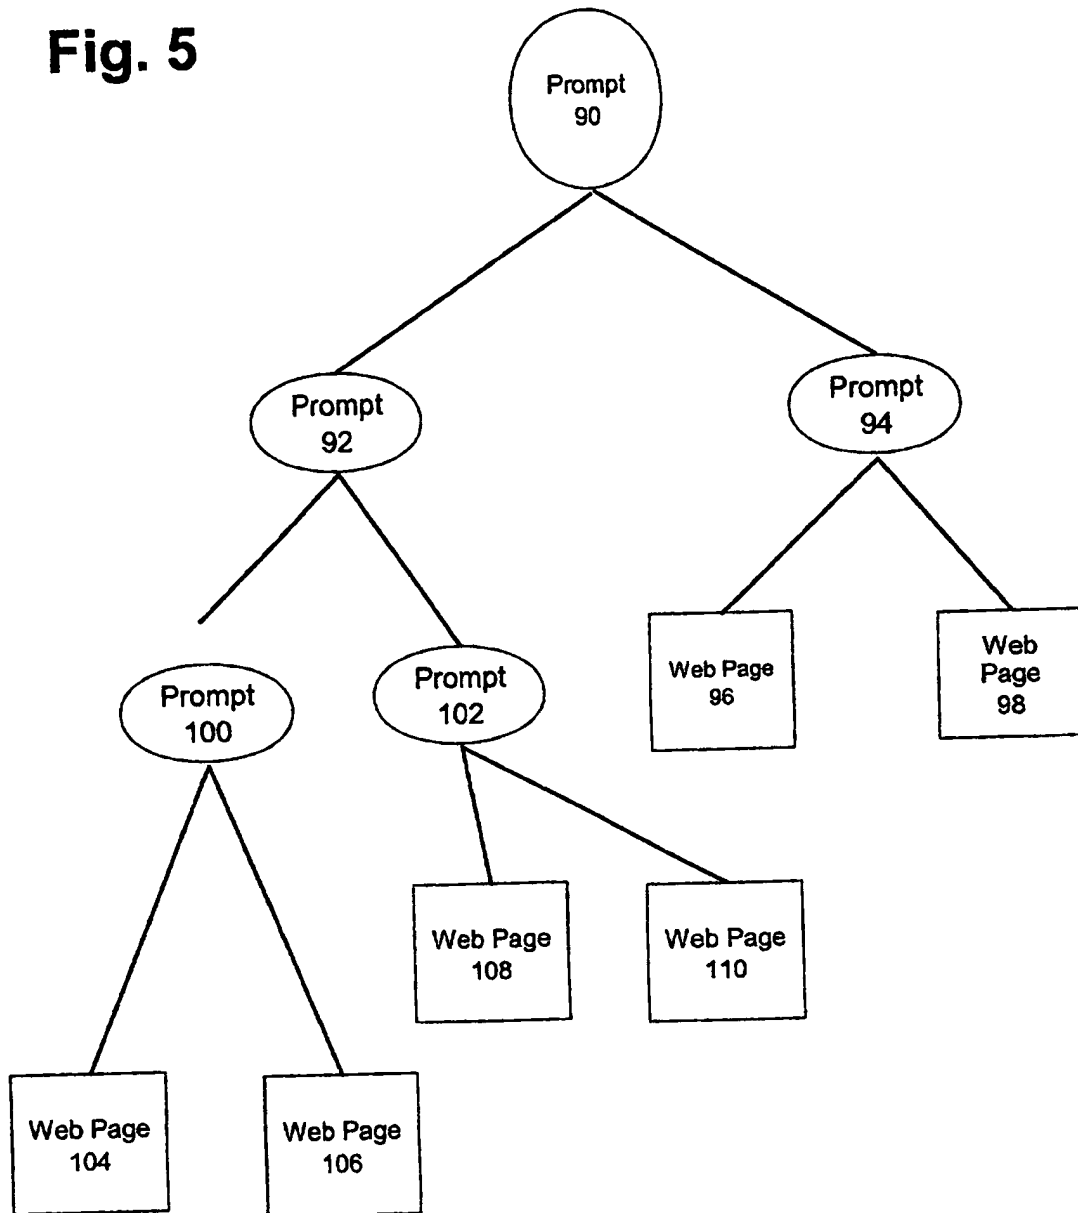 Fig. 5
Prompt
90
Prompt
92
Prompt
94
Web Page
96
Web
Page
98
Prompt
100
Prompt
102
Web Page
108
Web Page
110
Web Page
104
Web Page
106